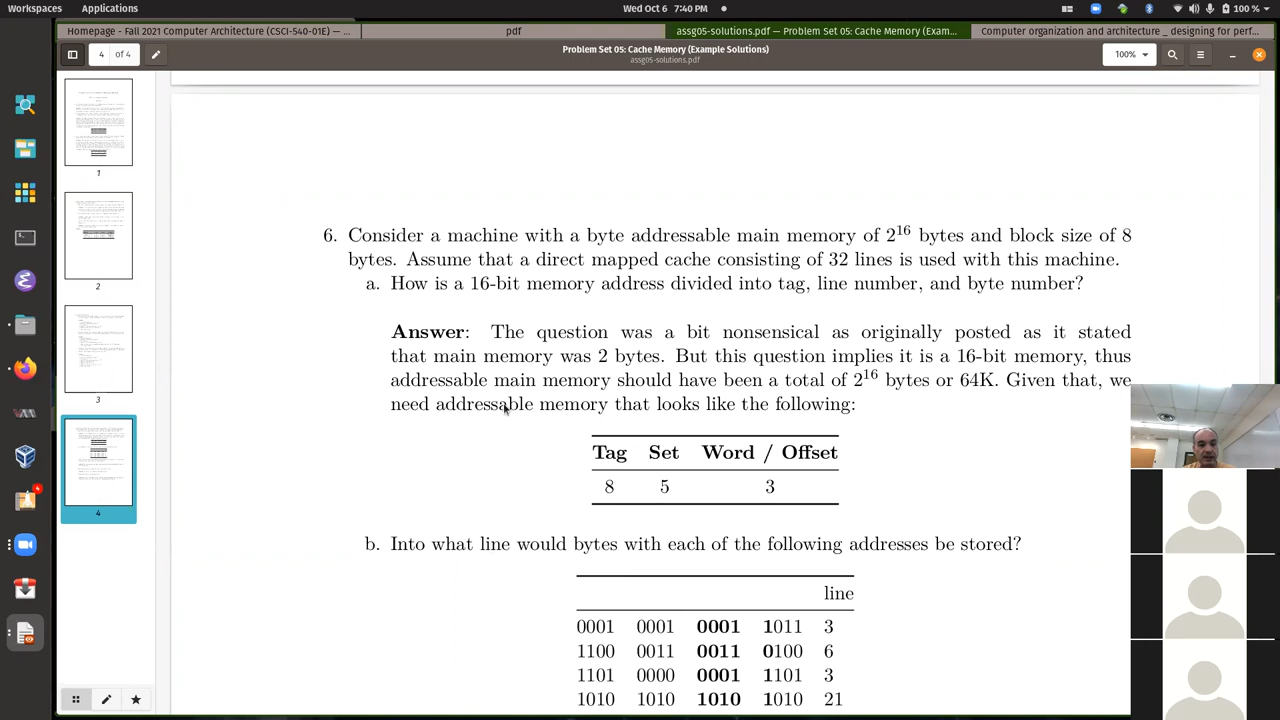 Workspaces Applications Wed Oct 6 7:40 PM 100 %
Homepage - Fall 2021 Computer Architecture (CSCI-540-01E) — ... pdf assg05-solutions.pdf — Problem Set 05: Cache Memory (Exam... Computer organization and architecture _ designing for perf...
4 of 4 Problem Set 05: Cache Memory (Example Solutions) 100%
assg05-solutions.pdf
1
2
3
4
6. Consider a machine with a byte addressable main memory of 2^16 bytes and block size of 8
bytes. Assume that a direct mapped cache consisting of 32 lines is used with this machine.
a. How is a 16-bit memory address divided into tag, line number, and byte number?
Answer: The question was a bit nonsensical as originally posted as it stated
that main memory was 2 bytes. But this question implies it is a 16-bit memory, thus
addressable main memory should have been a total of 2^16 bytes or 64K. Given that, we
need addressable memory that looks like the following:
Tag Set Word / Offset
8 5 3
b. Into what line would bytes with each of the following addresses be stored?
line
0001 0001 0001 1011 3
1100 0011 0011 0100 6
1101 0000 0001 1101 3
1010 1010 1010 1010 21